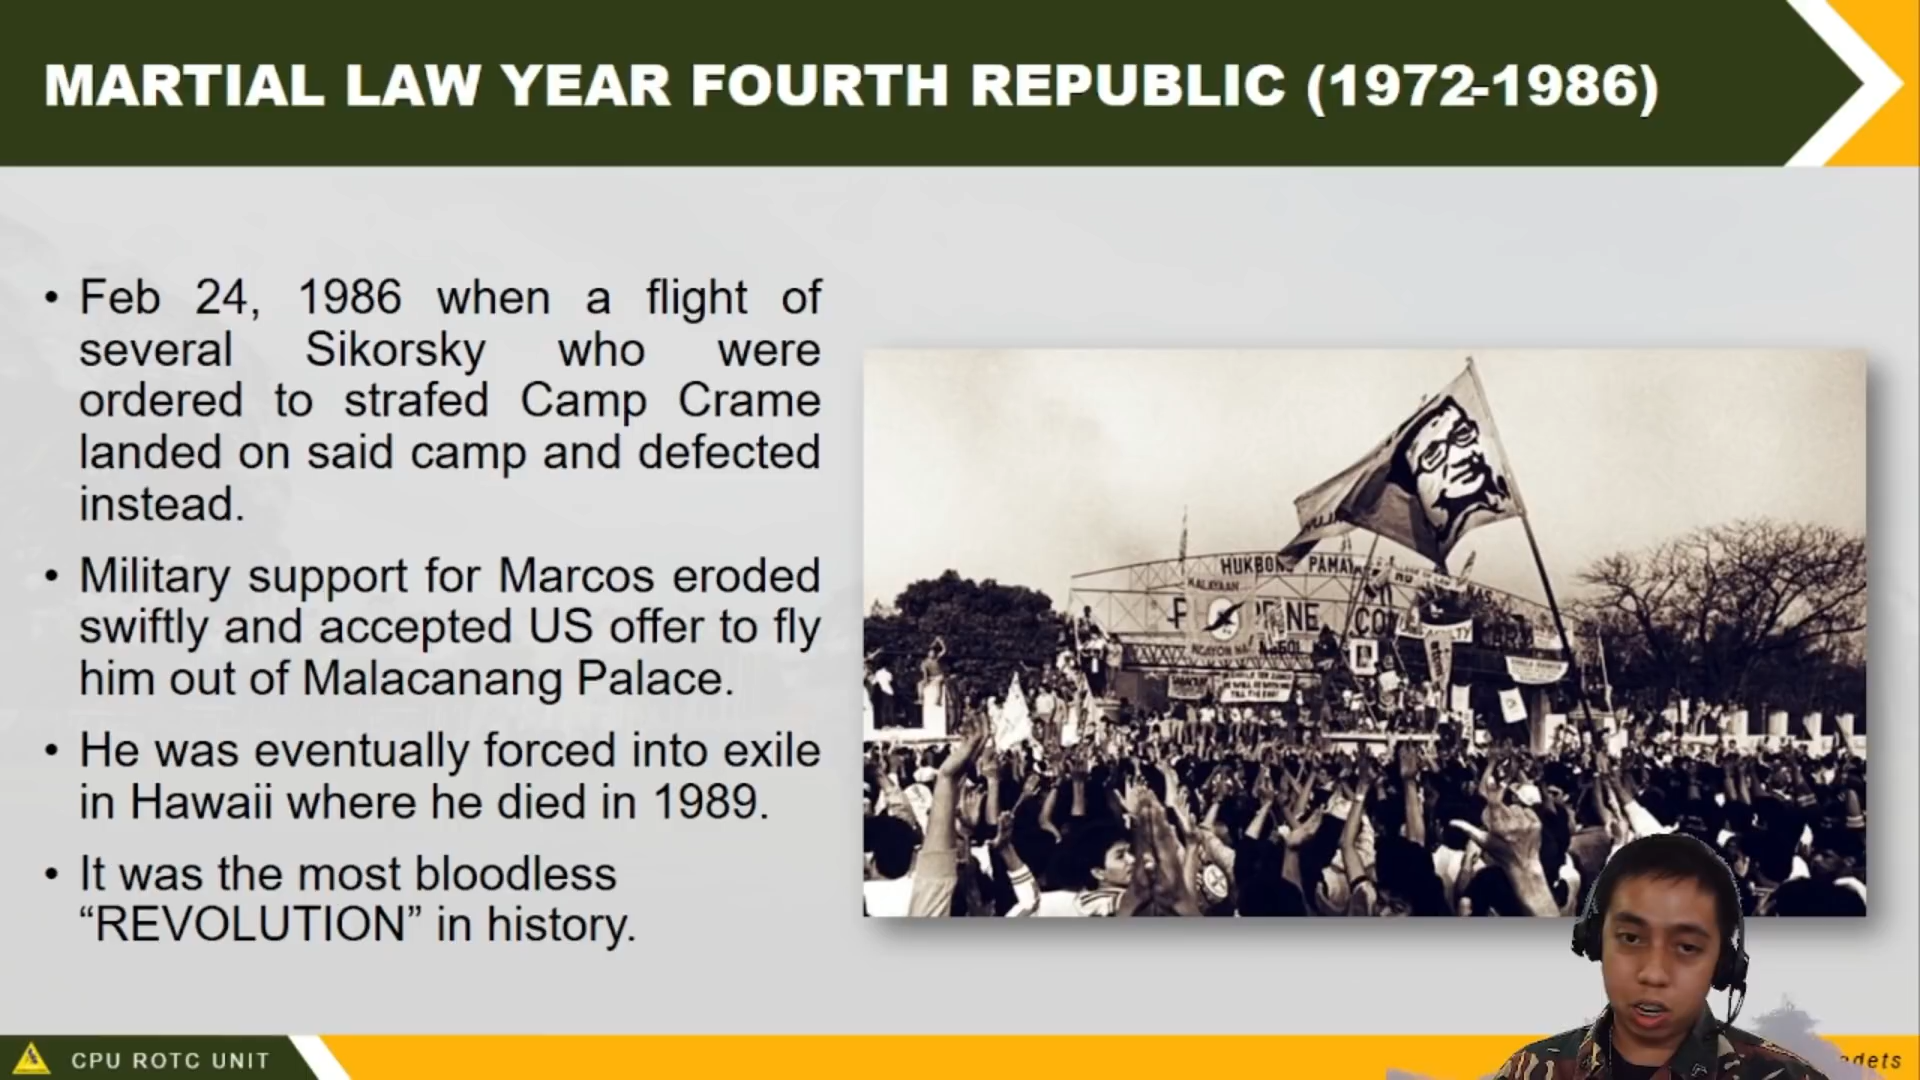 MARTIAL LAW YEAR FOURTH REPUBLIC (1972-1986)
• Feb 24, 1986 when a flight of
several Sikorsky who were
ordered to strafed Camp Crame
landed on said camp and defected
instead.
• Military support for Marcos eroded
swiftly and accepted US offer to fly
him out of Malacanang Palace.
• He was eventually forced into exile
in Hawaii where he died in 1989.
• It was the most bloodless
“REVOLUTION” in history.
HUKBONG
CPU ROTC UNIT